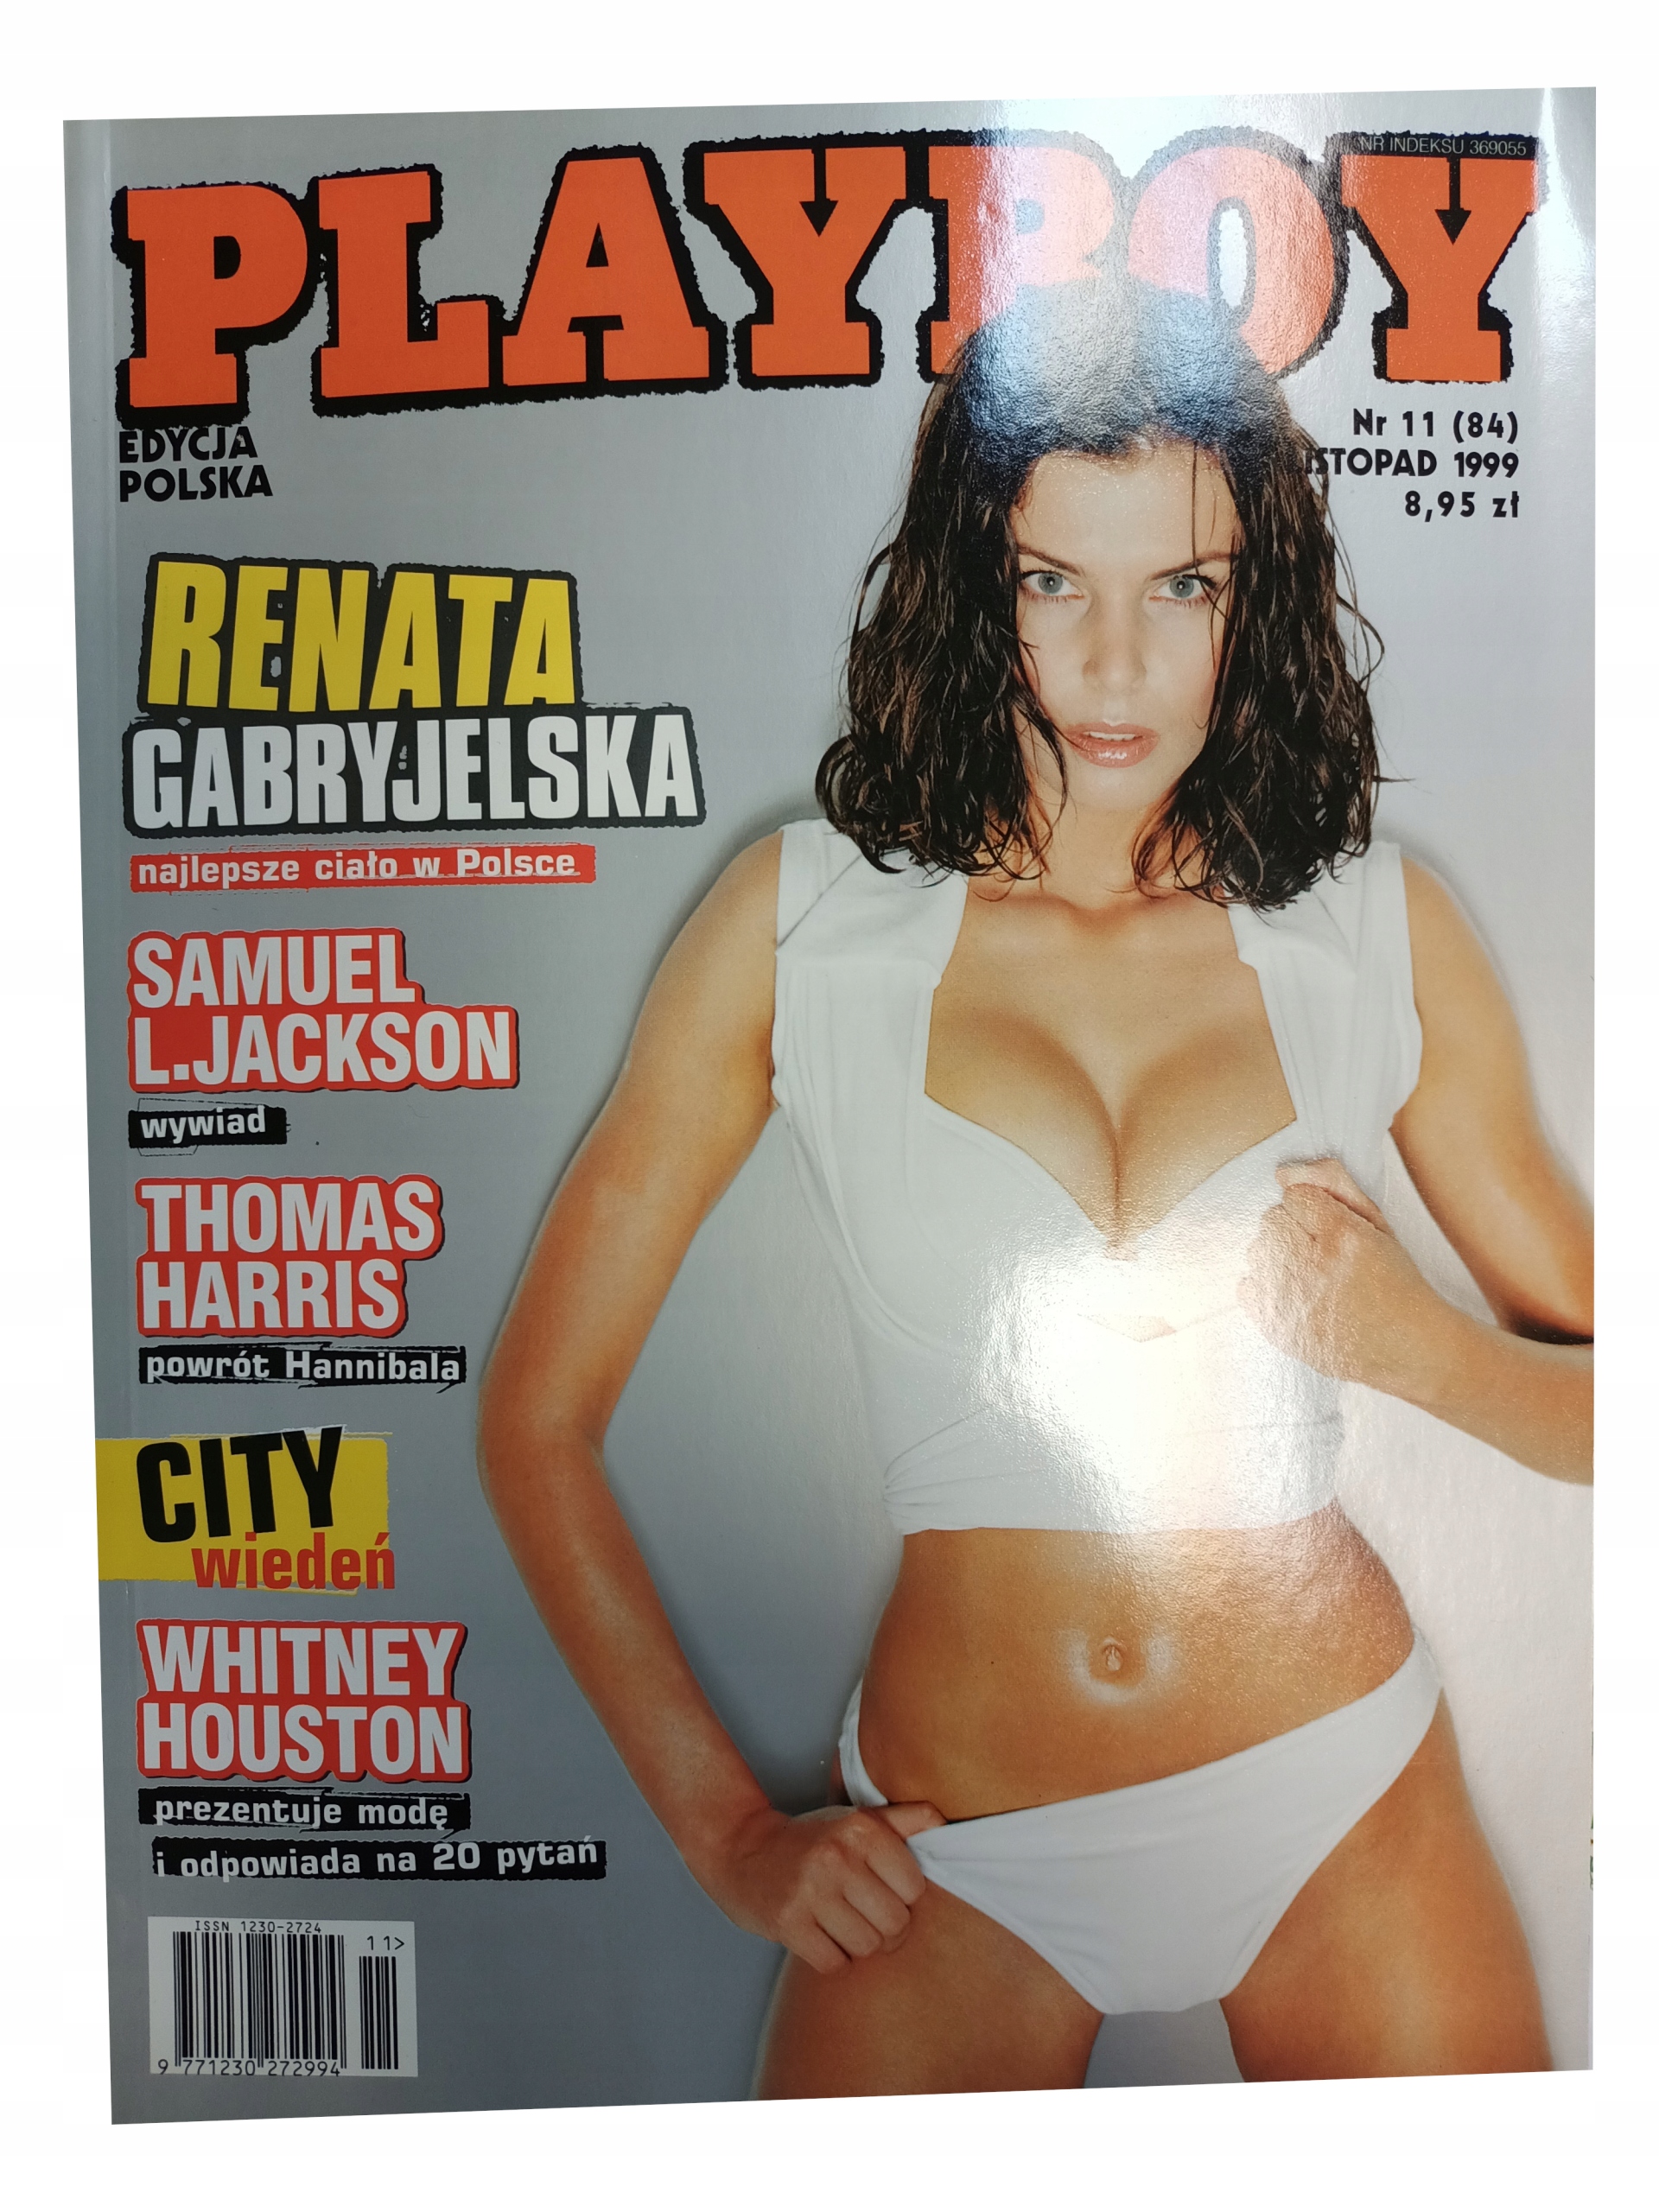 NR INDEKSU 369055
PLAYBOY
EDYCJA
POLSKA
Nr 11 (84)
ISTOPAD 1999
8,95 zł
RENATA
GABRYJELSKA
najlepsze ciało w Polsce
SAMUEL
L.JACKSON
wywiad
THOMAS
HARRIS
powrót Hannibala
CITY
wiedeń
WHITNEY
HOUSTON
prezentuje modę
i odpowiada na 20 pytań
ISSN 1230-2724
11>
9 771230 272994